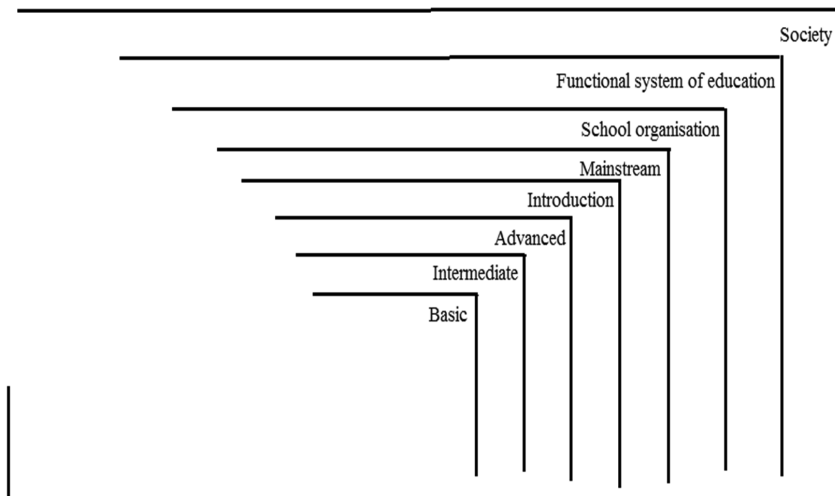 Society
Functional system of education
School organisation
Mainstream
Introduction
Advanced
Intermediate
Basic